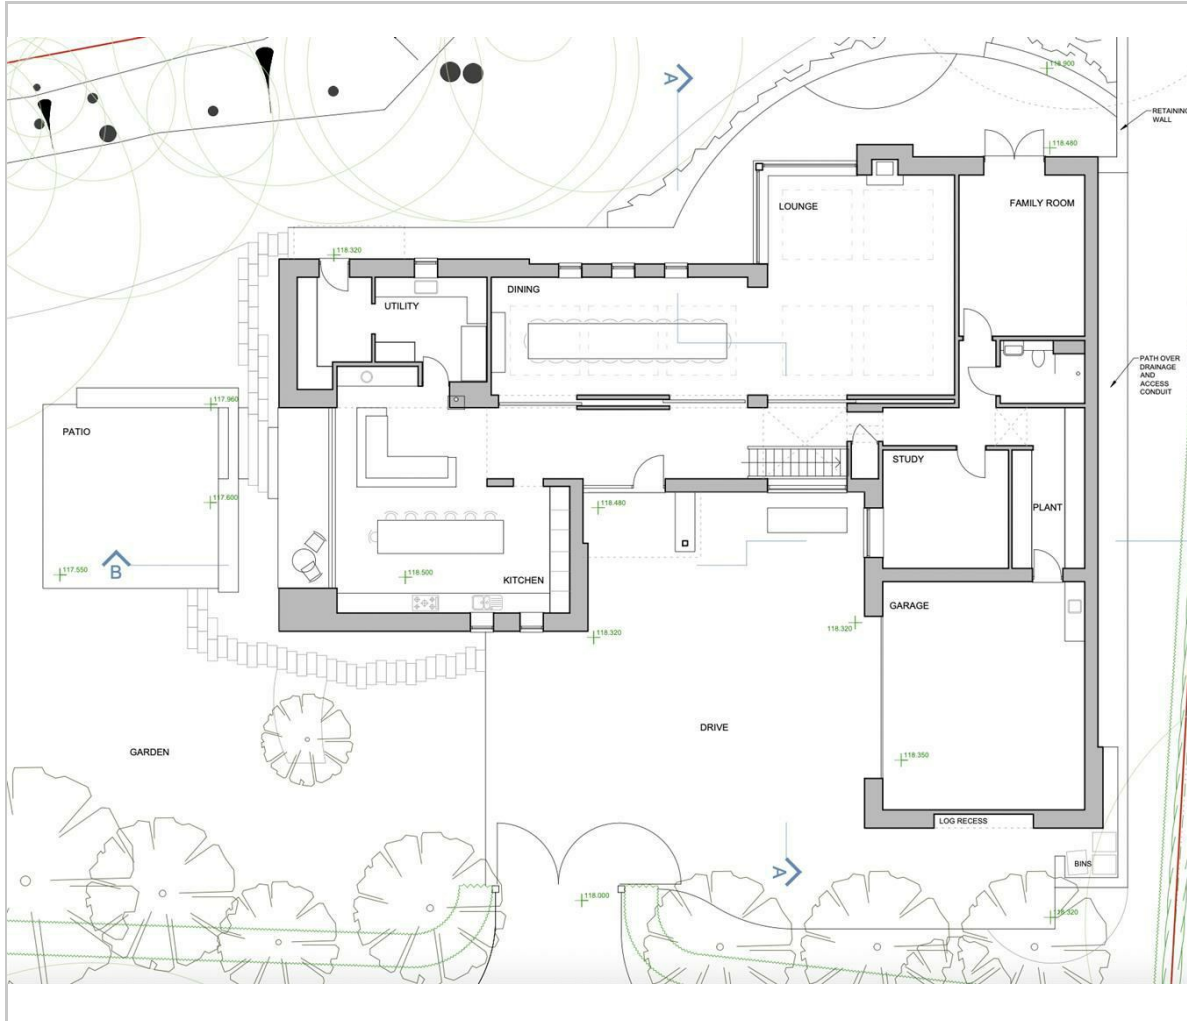 A
118.900
RETAINING
WALL
118.480
LOUNGE
FAMILY ROOM
118.320
DINING
UTILITY
PATH OVER
DRAINAGE
AND
ACCESS
CONDUIT
117.960
PATIO
STUDY
117.600
118.480
PLANT
B
117.550
118.500
KITCHEN
GARAGE
118.320
118.320
DRIVE
GARDEN
118.350
LOG RECESS
BINS
A
118.000
118.320